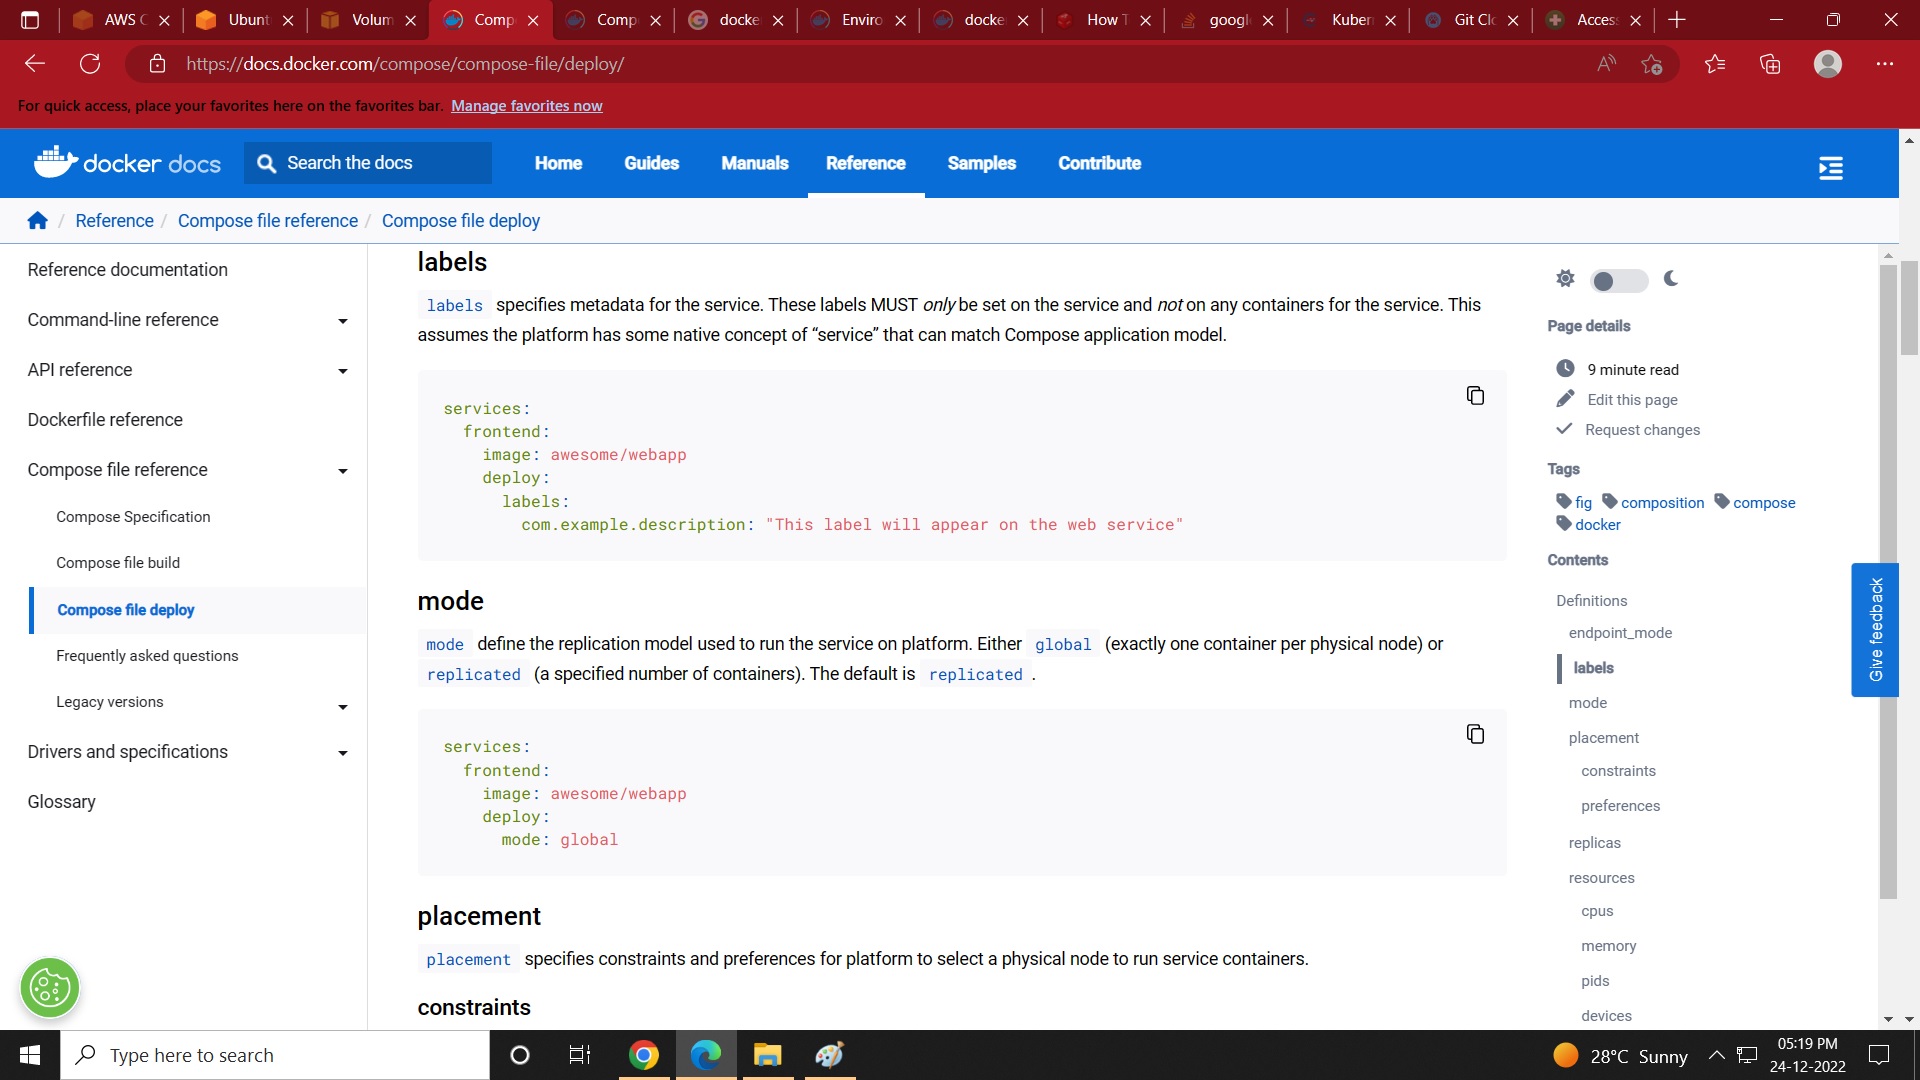 AWS C
Ubunt
Volum
Comp
Comp
docke
Enviro
docke
How T
googl
Kuber
Git Cl
Acces
https://docs.docker.com/compose/compose-file/deploy/
For quick access, place your favorites here on the favorites bar. Manage favorites now
docker docs
Search the docs
Home
Guides
Manuals
Reference
Samples
Contribute
/ Reference / Compose file reference / Compose file deploy
Reference documentation
Command-line reference
API reference
Dockerfile reference
Compose file reference
Compose Specification
Compose file build
Compose file deploy
Frequently asked questions
Legacy versions
Drivers and specifications
Glossary
labels
labels specifies metadata for the service. These labels MUST only be set on the service and not on any containers for the service. This
assumes the platform has some native concept of “service” that can match Compose application model.
services:
frontend:
image: awesome/webapp
deploy:
labels:
com.example.description: "This label will appear on the web service"
mode
mode define the replication model used to run the service on platform. Either global (exactly one container per physical node) or
replicated (a specified number of containers). The default is replicated .
services:
frontend:
image: awesome/webapp
deploy:
mode: global
placement
placement specifies constraints and preferences for platform to select a physical node to run service containers.
constraints
Page details
9 minute read
Edit this page
Request changes
Tags
fig composition compose
docker
Contents
Definitions
endpoint_mode
labels
mode
placement
constraints
preferences
replicas
resources
cpus
memory
pids
devices
Give feedback
Type here to search
28°C Sunny
05:19 PM
24-12-2022